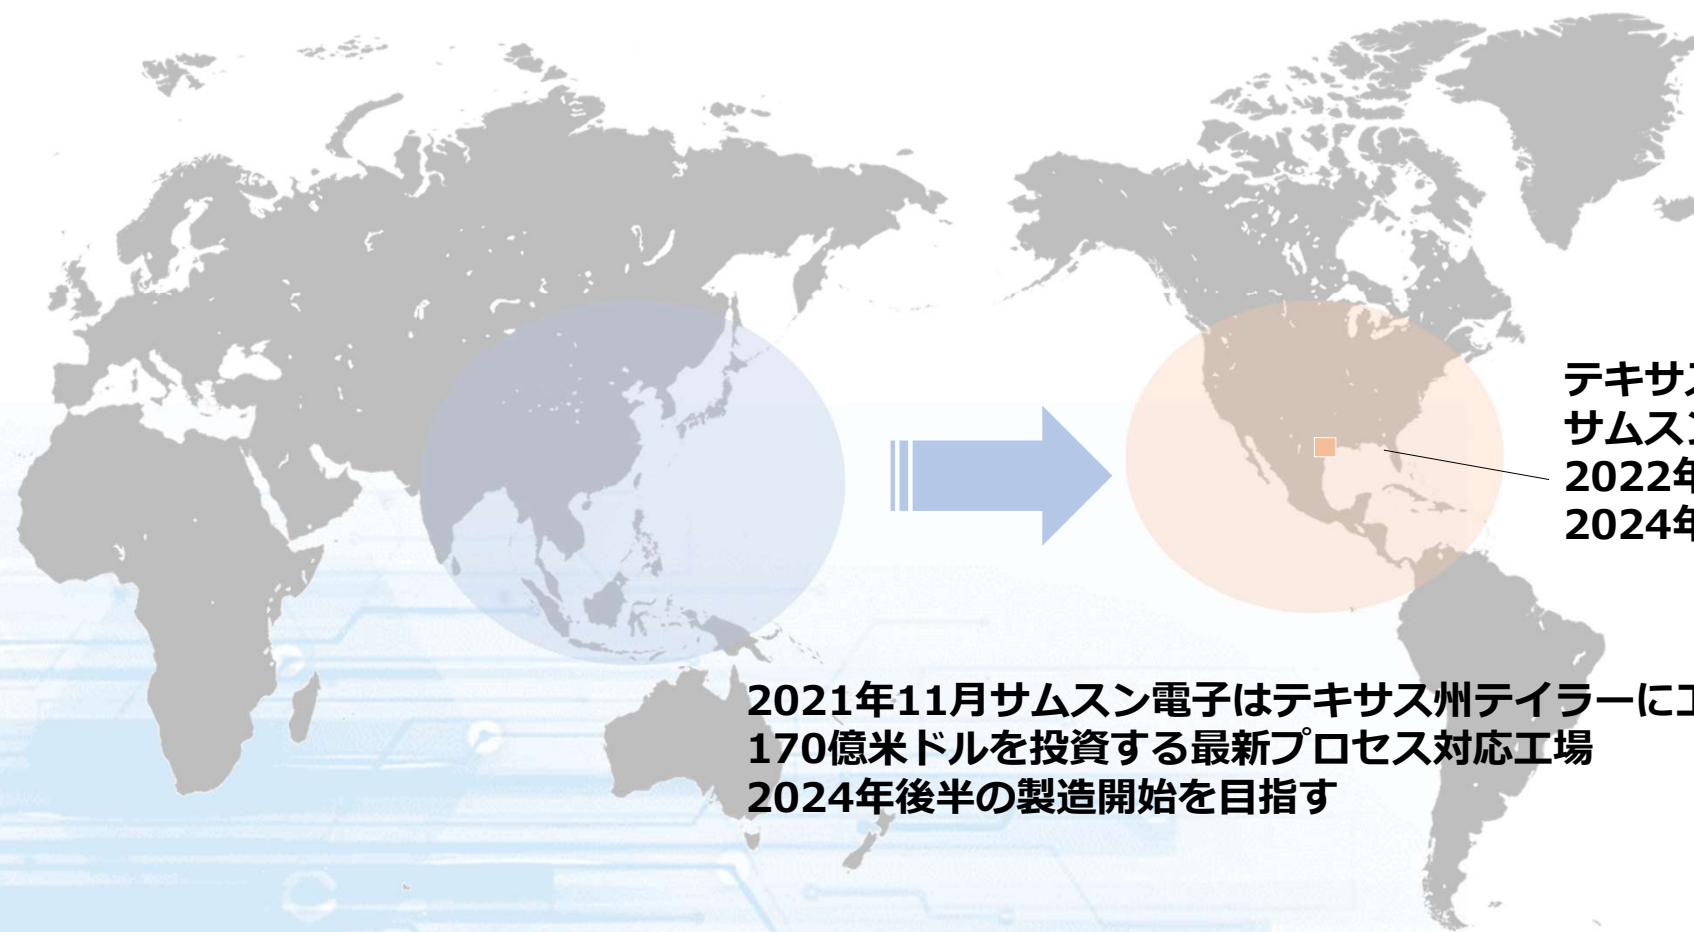 テキサ
サムスン
2022年
2024年
2021年11月サムスン電子はテキサス州テイラーに
170億米ドルを投資する最新プロセス対応工場
2024年後半の製造開始を目指す